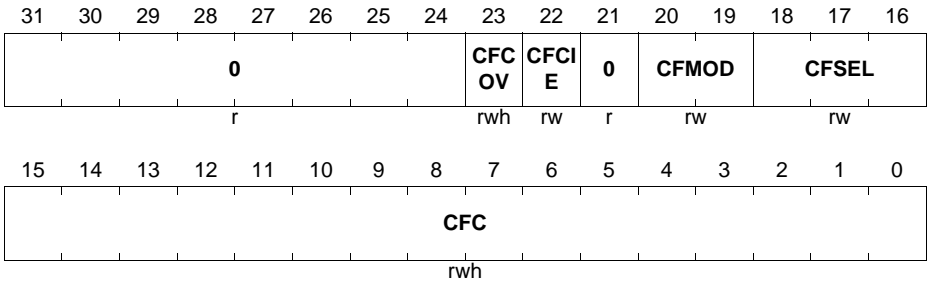 31 30 29 28 27 26 25 24 23 22 21 20 19 18 17 16
0 CFC OV CFCI E 0 CFMOD CFSEL
r rwh rw r rw rw
15 14 13 12 11 10 9 8 7 6 5 4 3 2 1 0
CFC
rwh